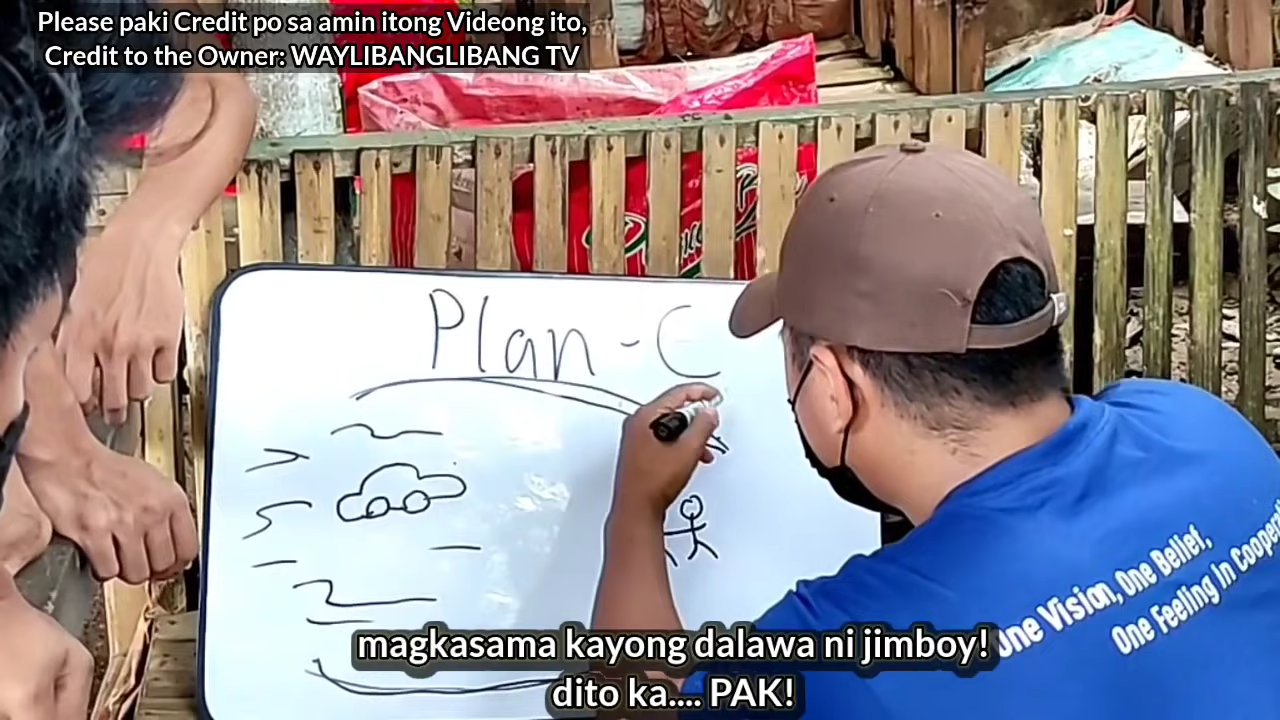 Please paki Credit po sa amin itong Videong ito,
Credit to the Owner: WAYLIBANGLIBANG TV
Plan-C
One Vision, One Belief,
One Feeling in
magkasama kayong dalawa ni jimboy!
dito ka.... PAK!